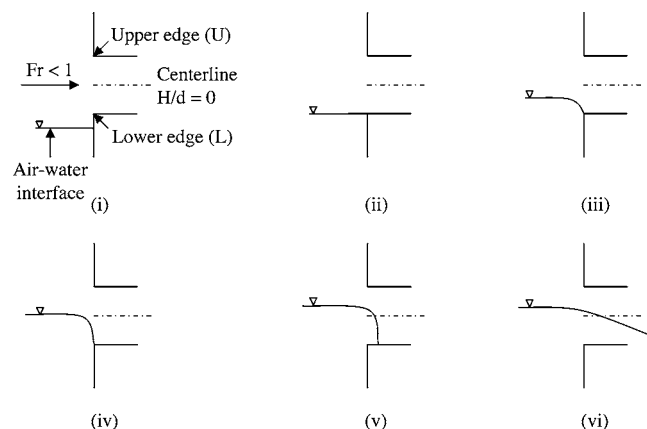 Upper edge (U)
Fr < 1
Centerline
H/d = 0
Lower edge (L)
Air-water
interface
(i)
(ii)
(iii)
(iv)
(v)
(vi)